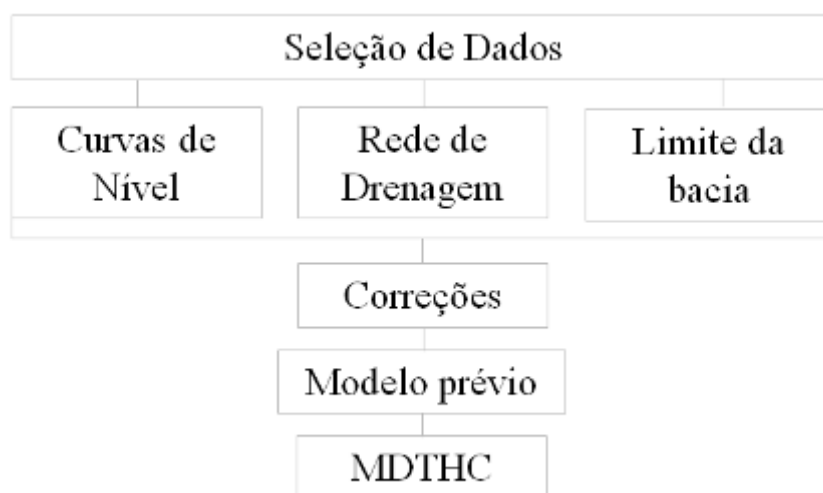 Seleção de Dados
Curvas de
Nível
Rede de
Drenagem
Limite da
bacia
Correções
Modelo prévio
MDTHC